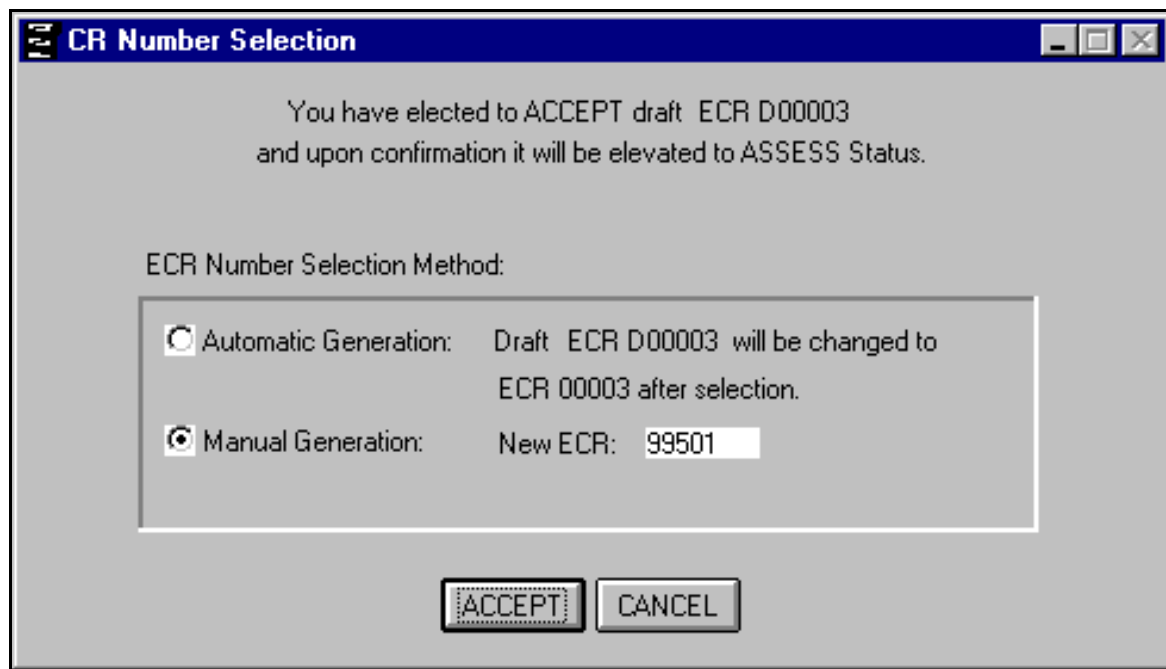 CR Number Selection
You have elected to ACCEPT draft ECR D00003
and upon confirmation it will be elevated to ASSESS Status.
ECR Number Selection Method:
Automatic Generation: Draft ECR D00003 will be changed to
ECR 00003 after selection.
Manual Generation: New ECR: 99501
ACCEPT CANCEL